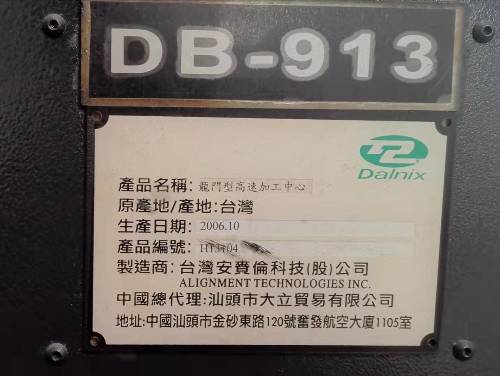 DB-913
Dalnix
產品名稱: 龍門型高速加工中心
原產地/產地:台灣
生產日期: 2006.10
產品編號:
製造商:台灣安貴倫科技(股)公司
ALIGNMENT TECHNOLOGIES INC.
中國總代理:汕頭市大立貿易有限公司
地址:中國汕頭市金砂東路120號奮發航空大廈1105室